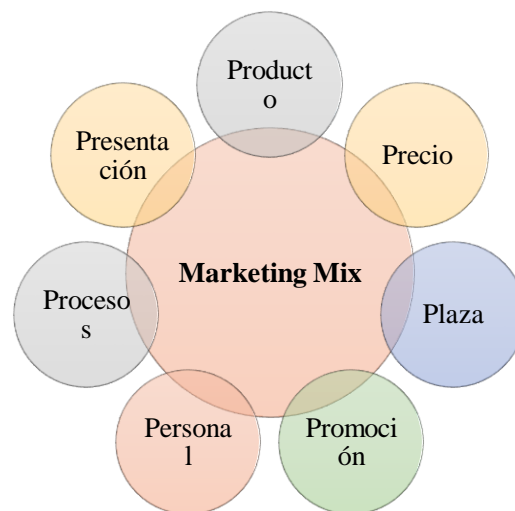 Product
o
Precio
Plaza
Promoci
ón
Persona
l
Proceso
s
Presenta
ción
Marketing Mix